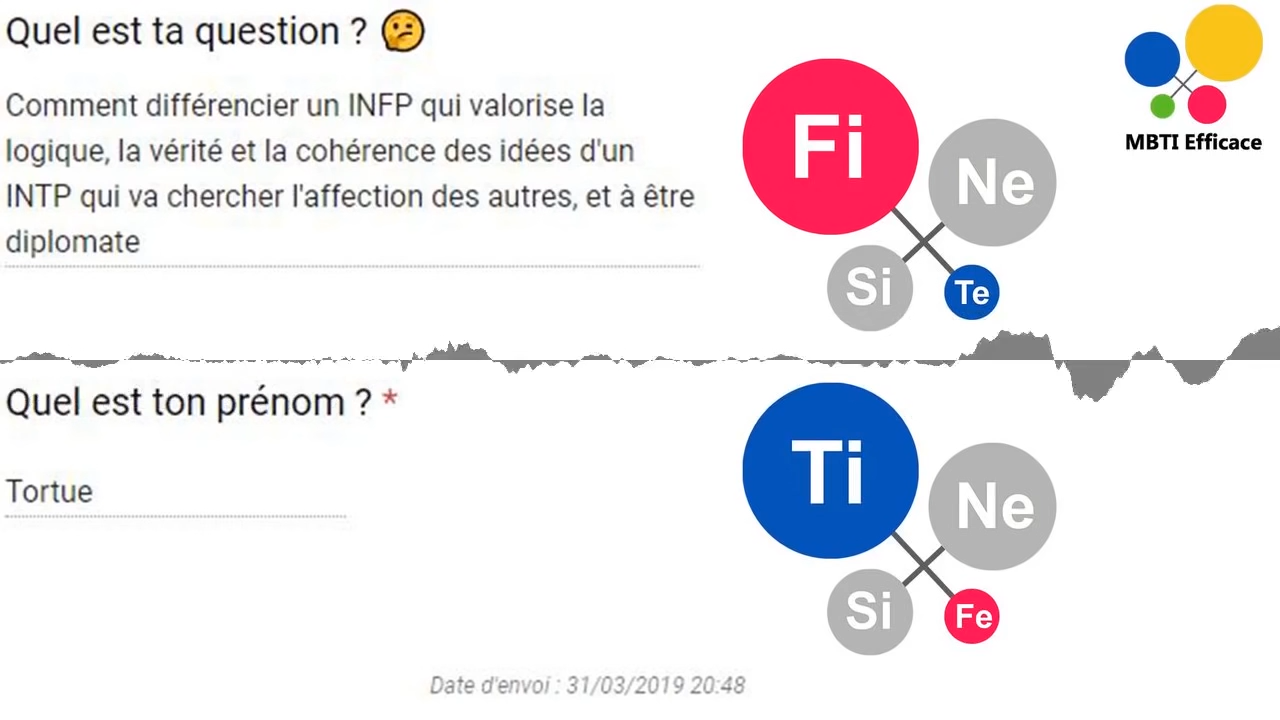 Quel est ta question ? 🤔
Comment différencier un INFP qui valorise la
logique, la vérité et la cohérence des idées d'un
INTP qui va chercher l'affection des autres, et à être
diplomate
Fi
Ne
Si
Te
MBTI Efficace
Quel est ton prénom ? *
Tortue
Ti
Ne
Si
Fe
Date d'envoi : 31/03/2019 20:48